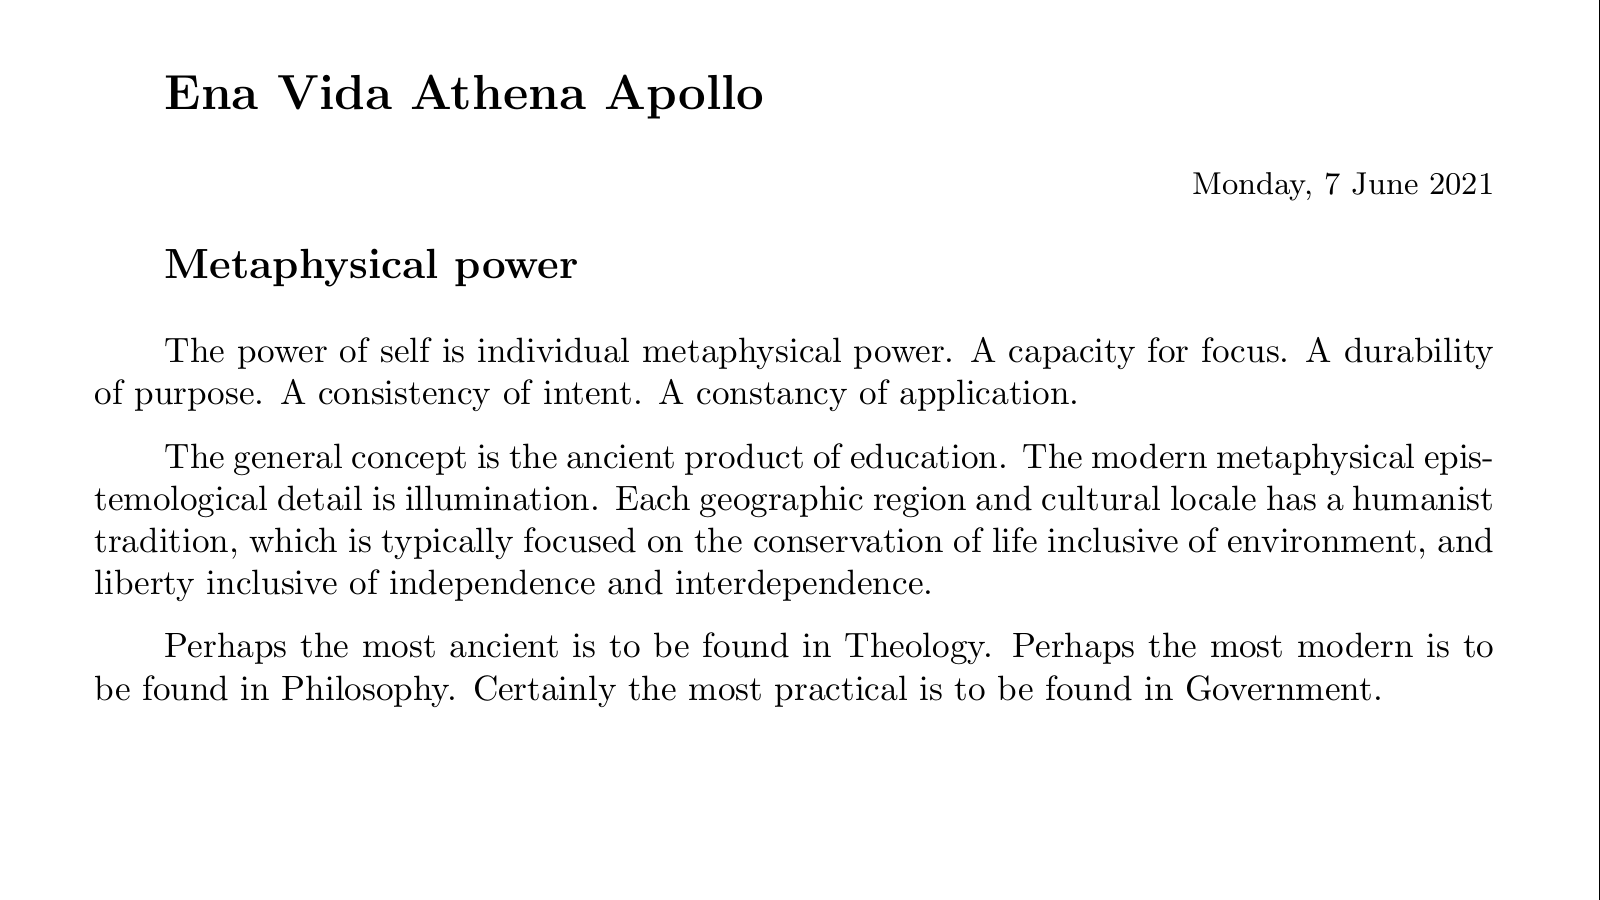 Ena Vida Athena Apollo
Monday, 7 June 2021
Metaphysical power
The power of self is individual metaphysical power. A capacity for focus. A durability
of purpose. A consistency of intent. A constancy of application.
The general concept is the ancient product of education. The modern metaphysical epis-
temological detail is illumination. Each geographic region and cultural locale has a humanist
tradition, which is typically focused on the conservation of life inclusive of environment, and
liberty inclusive of independence and interdependence.
Perhaps the most ancient is to be found in Theology. Perhaps the most modern is to
be found in Philosophy. Certainly the most practical is to be found in Government.